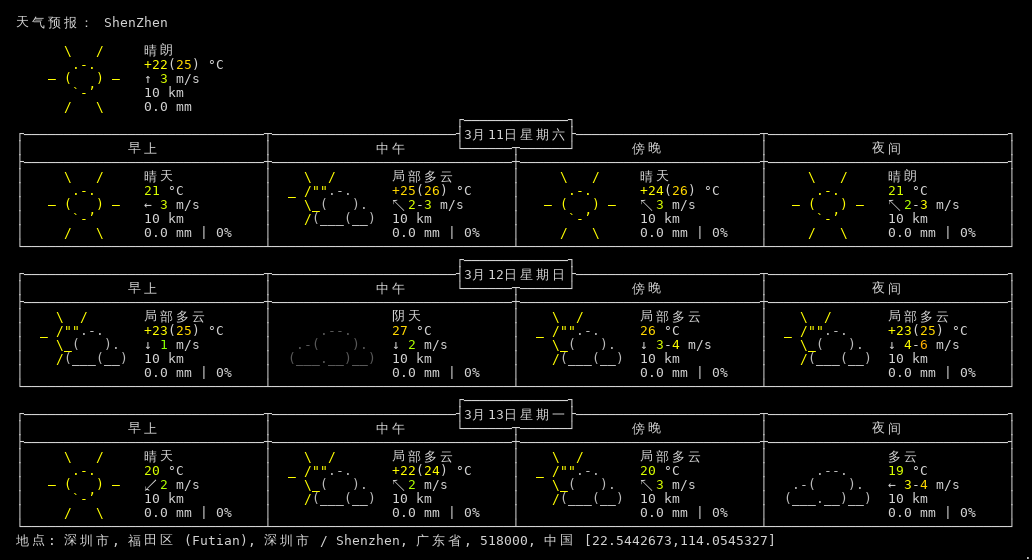 天气预报: ShenZhen
晴朗
+22(25) °C
↑ 3 m/s
10 km
0.0 mm
3月11日星期六
早上 中午 傍晚 夜间
晴天 局部多云 晴天 晴朗
21 °C +25(26) °C +24(26) °C 21 °C
← 3 m/s ↖ 2-3 m/s ↖ 3 m/s ↖ 2-3 m/s
10 km 10 km 10 km 10 km
0.0 mm | 0% 0.0 mm | 0% 0.0 mm | 0% 0.0 mm | 0%
3月12日星期日
早上 中午 傍晚 夜间
局部多云 阴天 局部多云 局部多云
+23(25) °C 27 °C 26 °C +23(25) °C
↓ 1 m/s ↓ 2 m/s ↓ 3-4 m/s ↓ 4-6 m/s
10 km 10 km 10 km 10 km
0.0 mm | 0% 0.0 mm | 0% 0.0 mm | 0% 0.0 mm | 0%
3月13日星期一
早上 中午 傍晚 夜间
晴天 局部多云 局部多云 多云
20 °C +22(24) °C 20 °C 19 °C
↙ 2 m/s ↖ 2 m/s ↖ 3 m/s ← 3-4 m/s
10 km 10 km 10 km 10 km
0.0 mm | 0% 0.0 mm | 0% 0.0 mm | 0% 0.0 mm | 0%
地点: 深圳市, 福田区 (Futian), 深圳市 / Shenzhen, 广东省, 518000, 中国 [22.5442673,114.0545327]